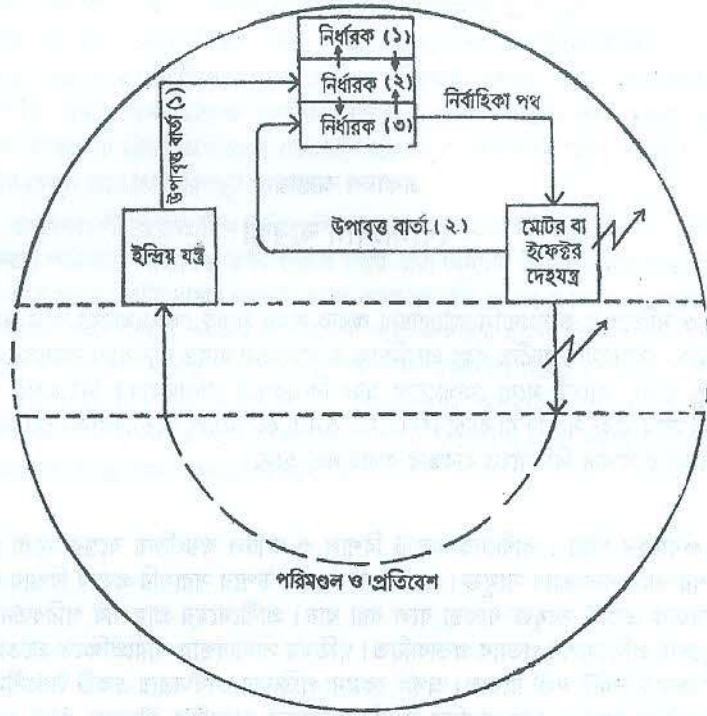 নির্ধারক (১)
নির্ধারক (২)
নির্ধারক (৩)
নির্বাহিকা পথ
উপাবৃত্ত বার্তা (১)
উপাবৃত্ত বার্তা (২)
ইন্দ্রিয় যন্ত্র
মোটর বা
ইফেক্টর
দেহযন্ত্র
পরিমণ্ডল ও প্রতিবেশ